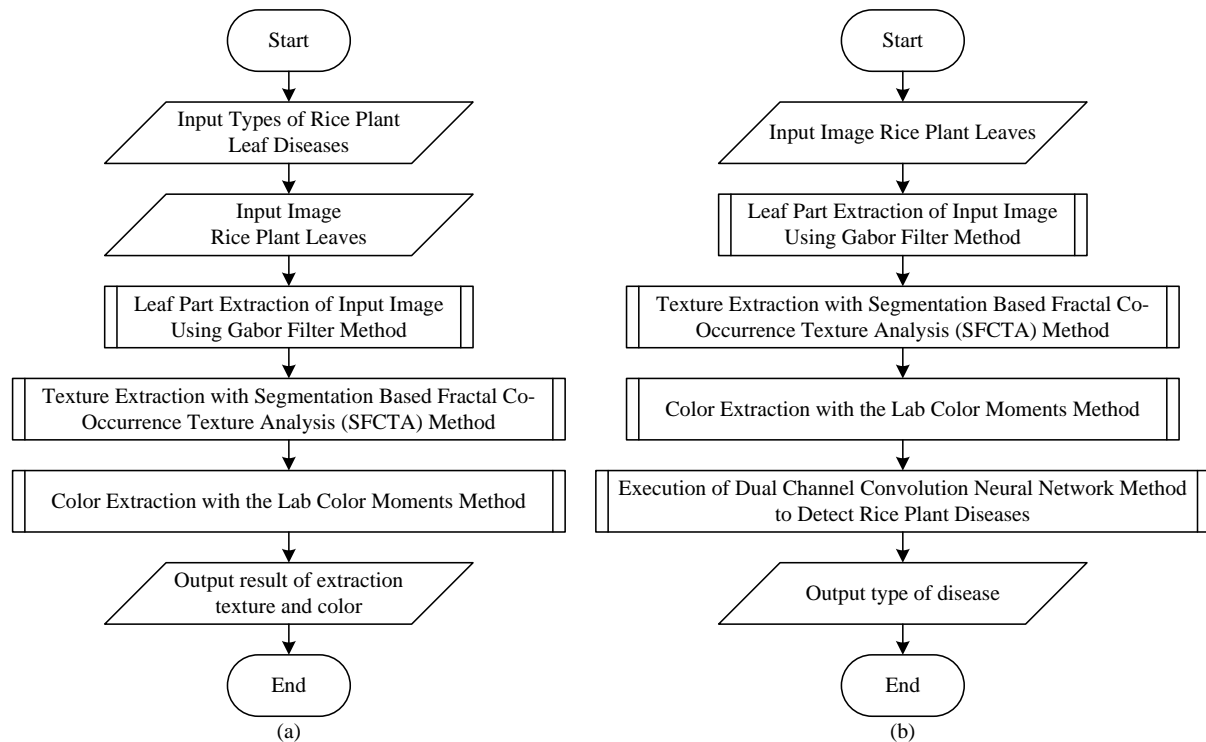 Start
Input Types of Rice Plant
Leaf Diseases
Input Image
Rice Plant Leaves
Leaf Part Extraction of Input Image
Using Gabor Filter Method
Texture Extraction with Segmentation Based Fractal Co-
Occurrence Texture Analysis (SFCTA) Method
Color Extraction with the Lab Color Moments Method
Output result of extraction
texture and color
End
(a)
Start
Input Image Rice Plant Leaves
Leaf Part Extraction of Input Image
Using Gabor Filter Method
Texture Extraction with Segmentation Based Fractal Co-
Occurrence Texture Analysis (SFCTA) Method
Color Extraction with the Lab Color Moments Method
Execution of Dual Channel Convolution Neural Network Method
to Detect Rice Plant Diseases
Output type of disease
End
(b)